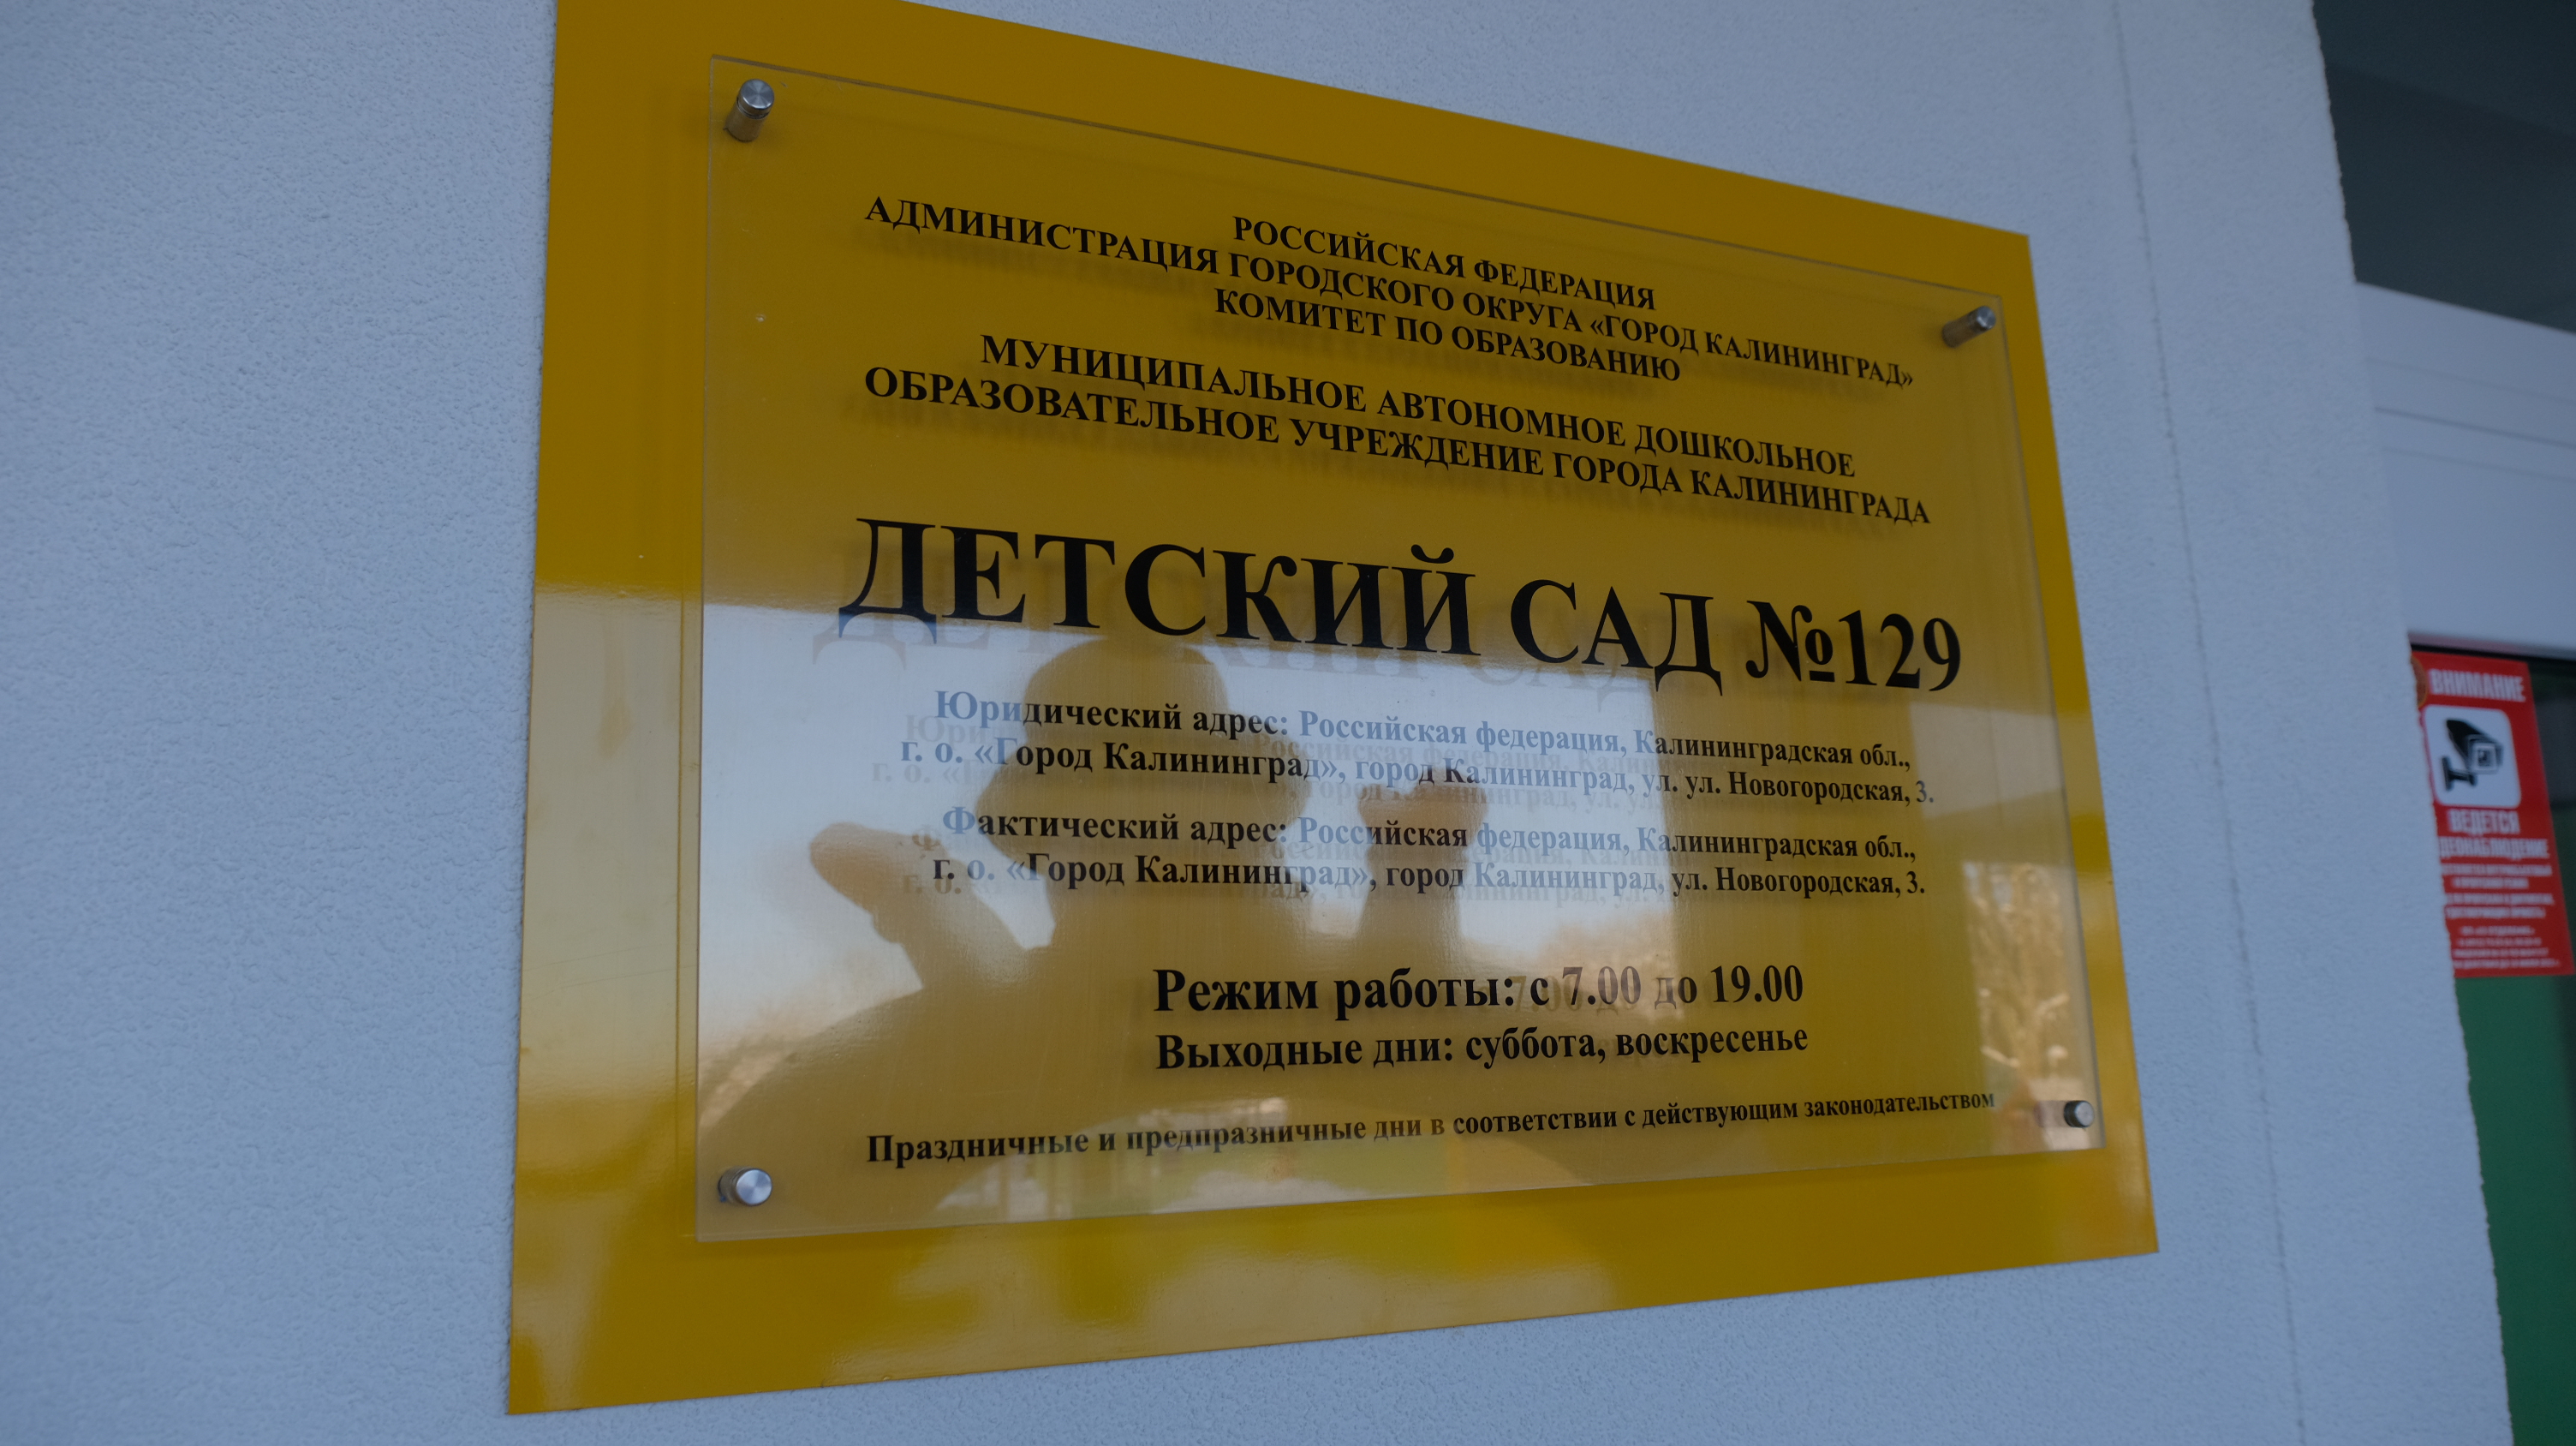 РОССИЙСКАЯ ФЕДЕРАЦИЯ
АДМИНИСТРАЦИЯ ГОРОДСКОГО ОКРУГА «ГОРОД КАЛИНИНГРАД»
КОМИТЕТ ПО ОБРАЗОВАНИЮ
МУНИЦИПАЛЬНОЕ АВТОНОМНОЕ ДОШКОЛЬНОЕ
ОБРАЗОВАТЕЛЬНОЕ УЧРЕЖДЕНИЕ ГОРОДА КАЛИНИНГРАДА
ДЕТСКИЙ САД №129
Юридический адрес: Российская федерация, Калининградская обл.,
г. о. «Город Калининград», город Калининград, ул. ул. Новогородская, 3.
Фактический адрес: Российская федерация, Калининградская обл.,
г. о. «Город Калининград», город Калининград, ул. Новогородская, 3.
Режим работы: с 7.00 до 19.00
Выходные дни: суббота, воскресенье
Праздничные и предпразничные дни в соответствии с действующим законодательством
ВНИМАНИЕ
ВЕДЕТСЯ